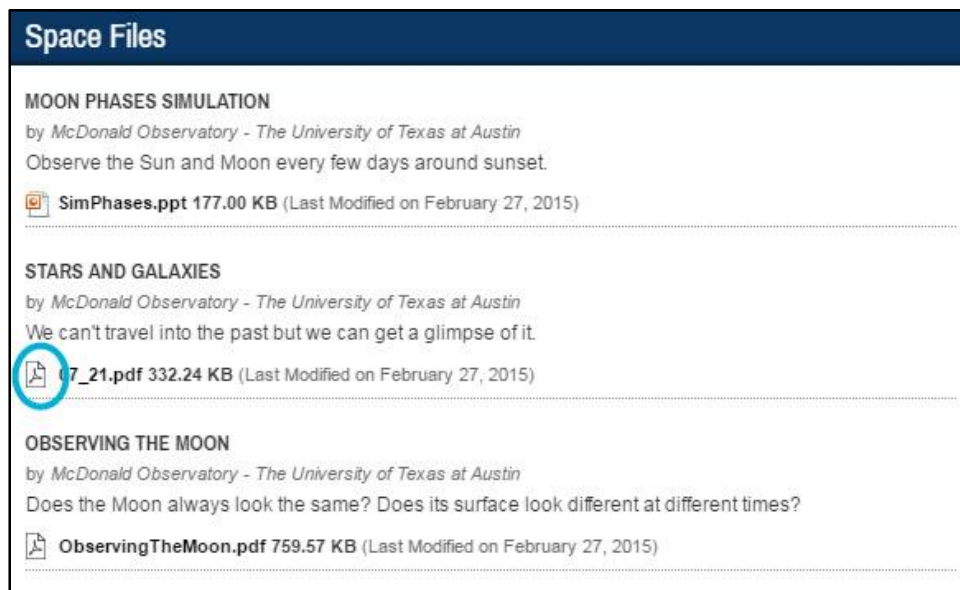 Space Files
MOON PHASES SIMULATION
by McDonald Observatory - The University of Texas at Austin
Observe the Sun and Moon every few days around sunset.
SimPhases.ppt 177.00 KB (Last Modified on February 27, 2015)
STARS AND GALAXIES
by McDonald Observatory - The University of Texas at Austin
We can't travel into the past but we can get a glimpse of it.
07_21.pdf 332.24 KB (Last Modified on February 27, 2015)
OBSERVING THE MOON
by McDonald Observatory - The University of Texas at Austin
Does the Moon always look the same? Does its surface look different at different times?
ObservingTheMoon.pdf 759.57 KB (Last Modified on February 27, 2015)